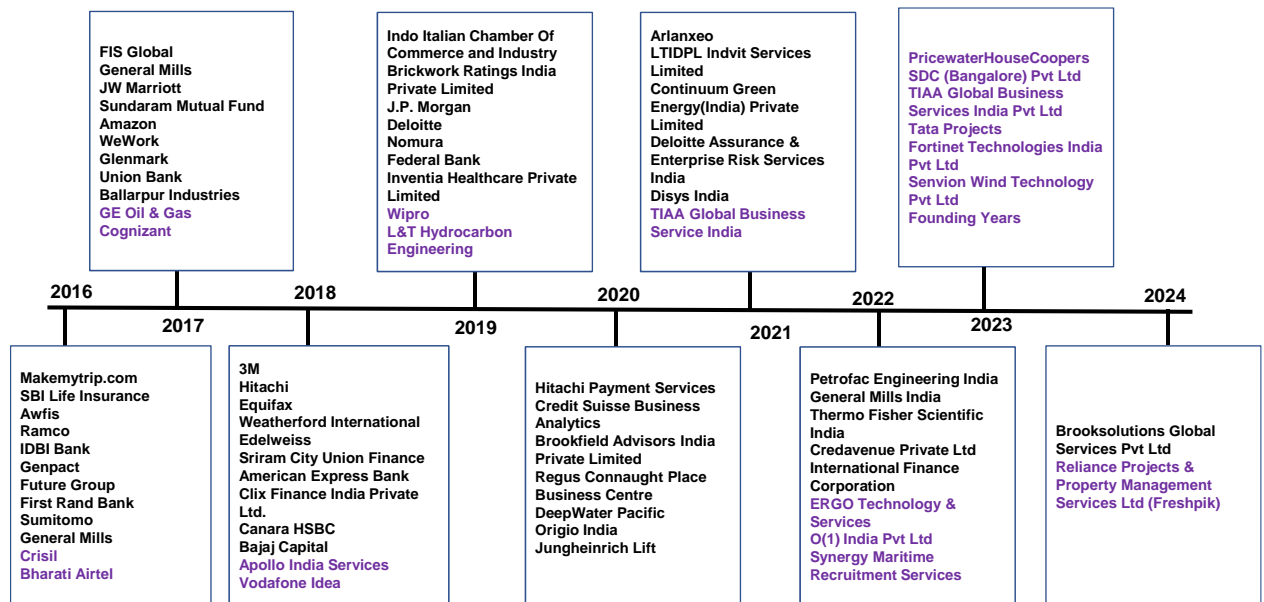 FIS Global
General Mills
JW Marriott
Sundaram Mutual Fund
Amazon
WeWork
Glenmark
Union Bank
Ballarpur Industries
GE Oil & Gas
Cognizant
Indo Italian Chamber Of
Commerce and Industry
Brickwork Ratings India
Private Limited
J.P. Morgan
Deloitte
Nomura
Federal Bank
Inventia Healthcare Private
Limited
Wipro
L&T Hydrocarbon
Engineering
Arlanxeo
LTIDPL Indvit Services
Limited
Continuum Green
Energy(India) Private
Limited
Deloitte Assurance &
Enterprise Risk Services
India
Disys India
TIAA Global Business
Service India
PricewaterHouseCoopers
SDC (Bangalore) Pvt Ltd
TIAA Global Business
Services India Pvt Ltd
Tata Projects
Fortinet Technologies India
Pvt Ltd
Senvion Wind Technology
Pvt Ltd
Founding Years
2016
2018
2020
2022
2024
2017
2019
2021
2023
Makemytrip.com
SBI Life Insurance
Awfis
Ramco
IDBI Bank
Genpact
Future Group
First Rand Bank
Sumitomo
General Mills
Crisil
Bharati Airtel
3M
Hitachi
Equifax
Weatherford International
Edelweiss
Sriram City Union Finance
American Express Bank
Clix Finance India Private
Ltd.
Canara HSBC
Bajaj Capital
Apollo India Services
Vodafone Idea
Hitachi Payment Services
Credit Suisse Business
Analytics
Brookfield Advisors India
Private Limited
Regus Connaught Place
Business Centre
DeepWater Pacific
Origio India
Jungheinrich Lift
Petrofac Engineering India
General Mills India
Thermo Fisher Scientific
India
Credavenue Private Ltd
International Finance
Corporation
ERGO Technology &
Services
O(1) India Pvt Ltd
Synergy Maritime
Recruitment Services
Brooksolutions Global
Services Pvt Ltd
Reliance Projects &
Property Management
Services Ltd (Freshpik)